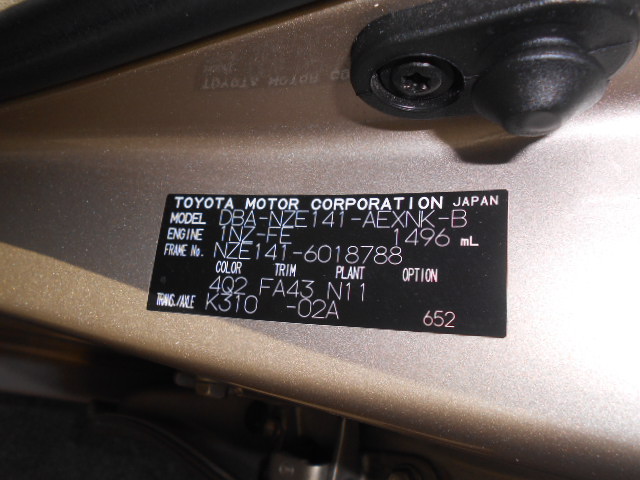 TOYOTA MOTOR CORPORATION JAPAN
MODEL DBA-NZE141-AEXNK-B
ENGINE 1NZ-FE 1496 mL
FRAME No. NZE141-6018788
COLOR TRIM PLANT OPTION
4Q2 FA43 N11
TRANS./AXLE K310 -02A
652